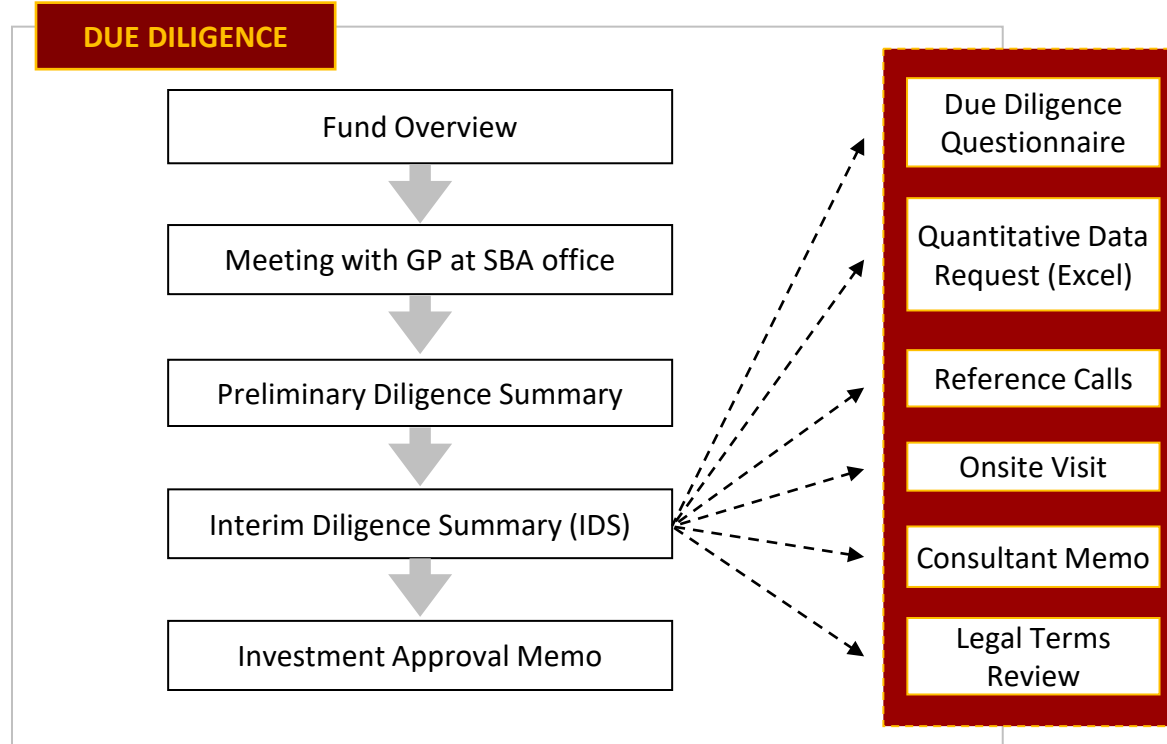 DUE DILIGENCE
Fund Overview
Meeting with GP at SBA office
Preliminary Diligence Summary
Interim Diligence Summary (IDS)
Investment Approval Memo
Due Diligence
Questionnaire
Quantitative Data
Request (Excel)
Reference Calls
Onsite Visit
Consultant Memo
Legal Terms
Review